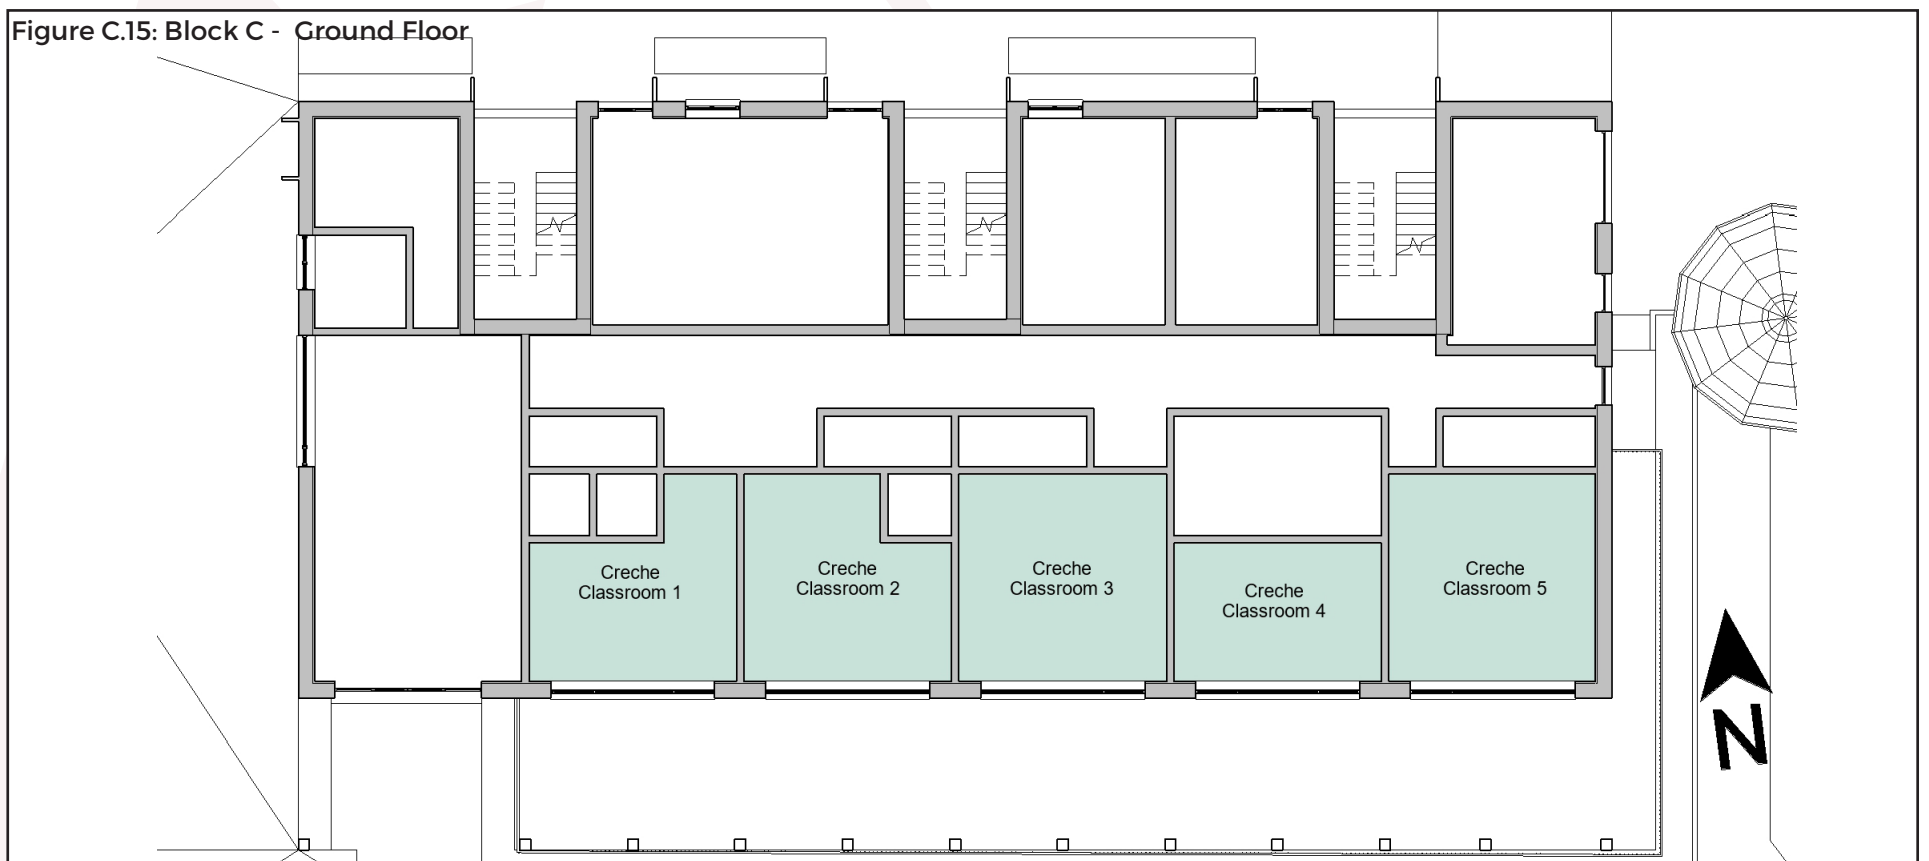 Figure C.15: Block C - Ground Floor
Creche
Classroom 1
Creche
Classroom 2
Creche
Classroom 3
Creche
Classroom 4
Creche
Classroom 5
N